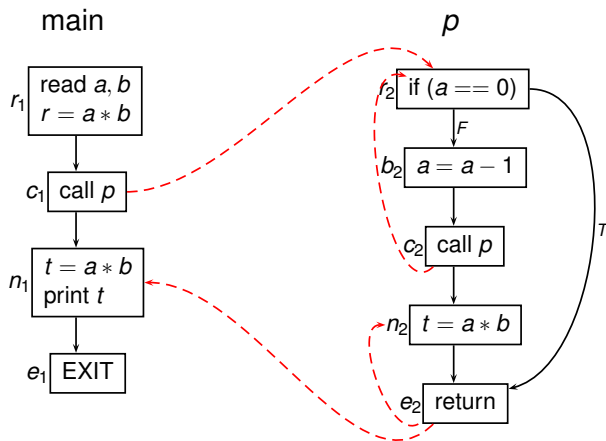 main
p
r1
read a, b
r = a ∗ b
c1
call p
n1
t = a ∗ b
print t
e1
EXIT
r2
if (a == 0)
F
T
b2
a = a − 1
c2
call p
n2
t = a ∗ b
e2
return